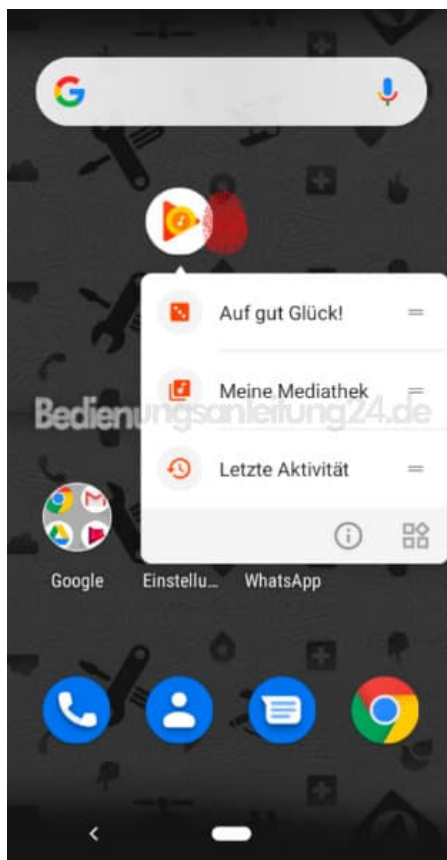 Auf gut Glück!
Meine Mediathek
Bedienungsanleitung24.de
Letzte Aktivität
Google Einstellu... WhatsApp